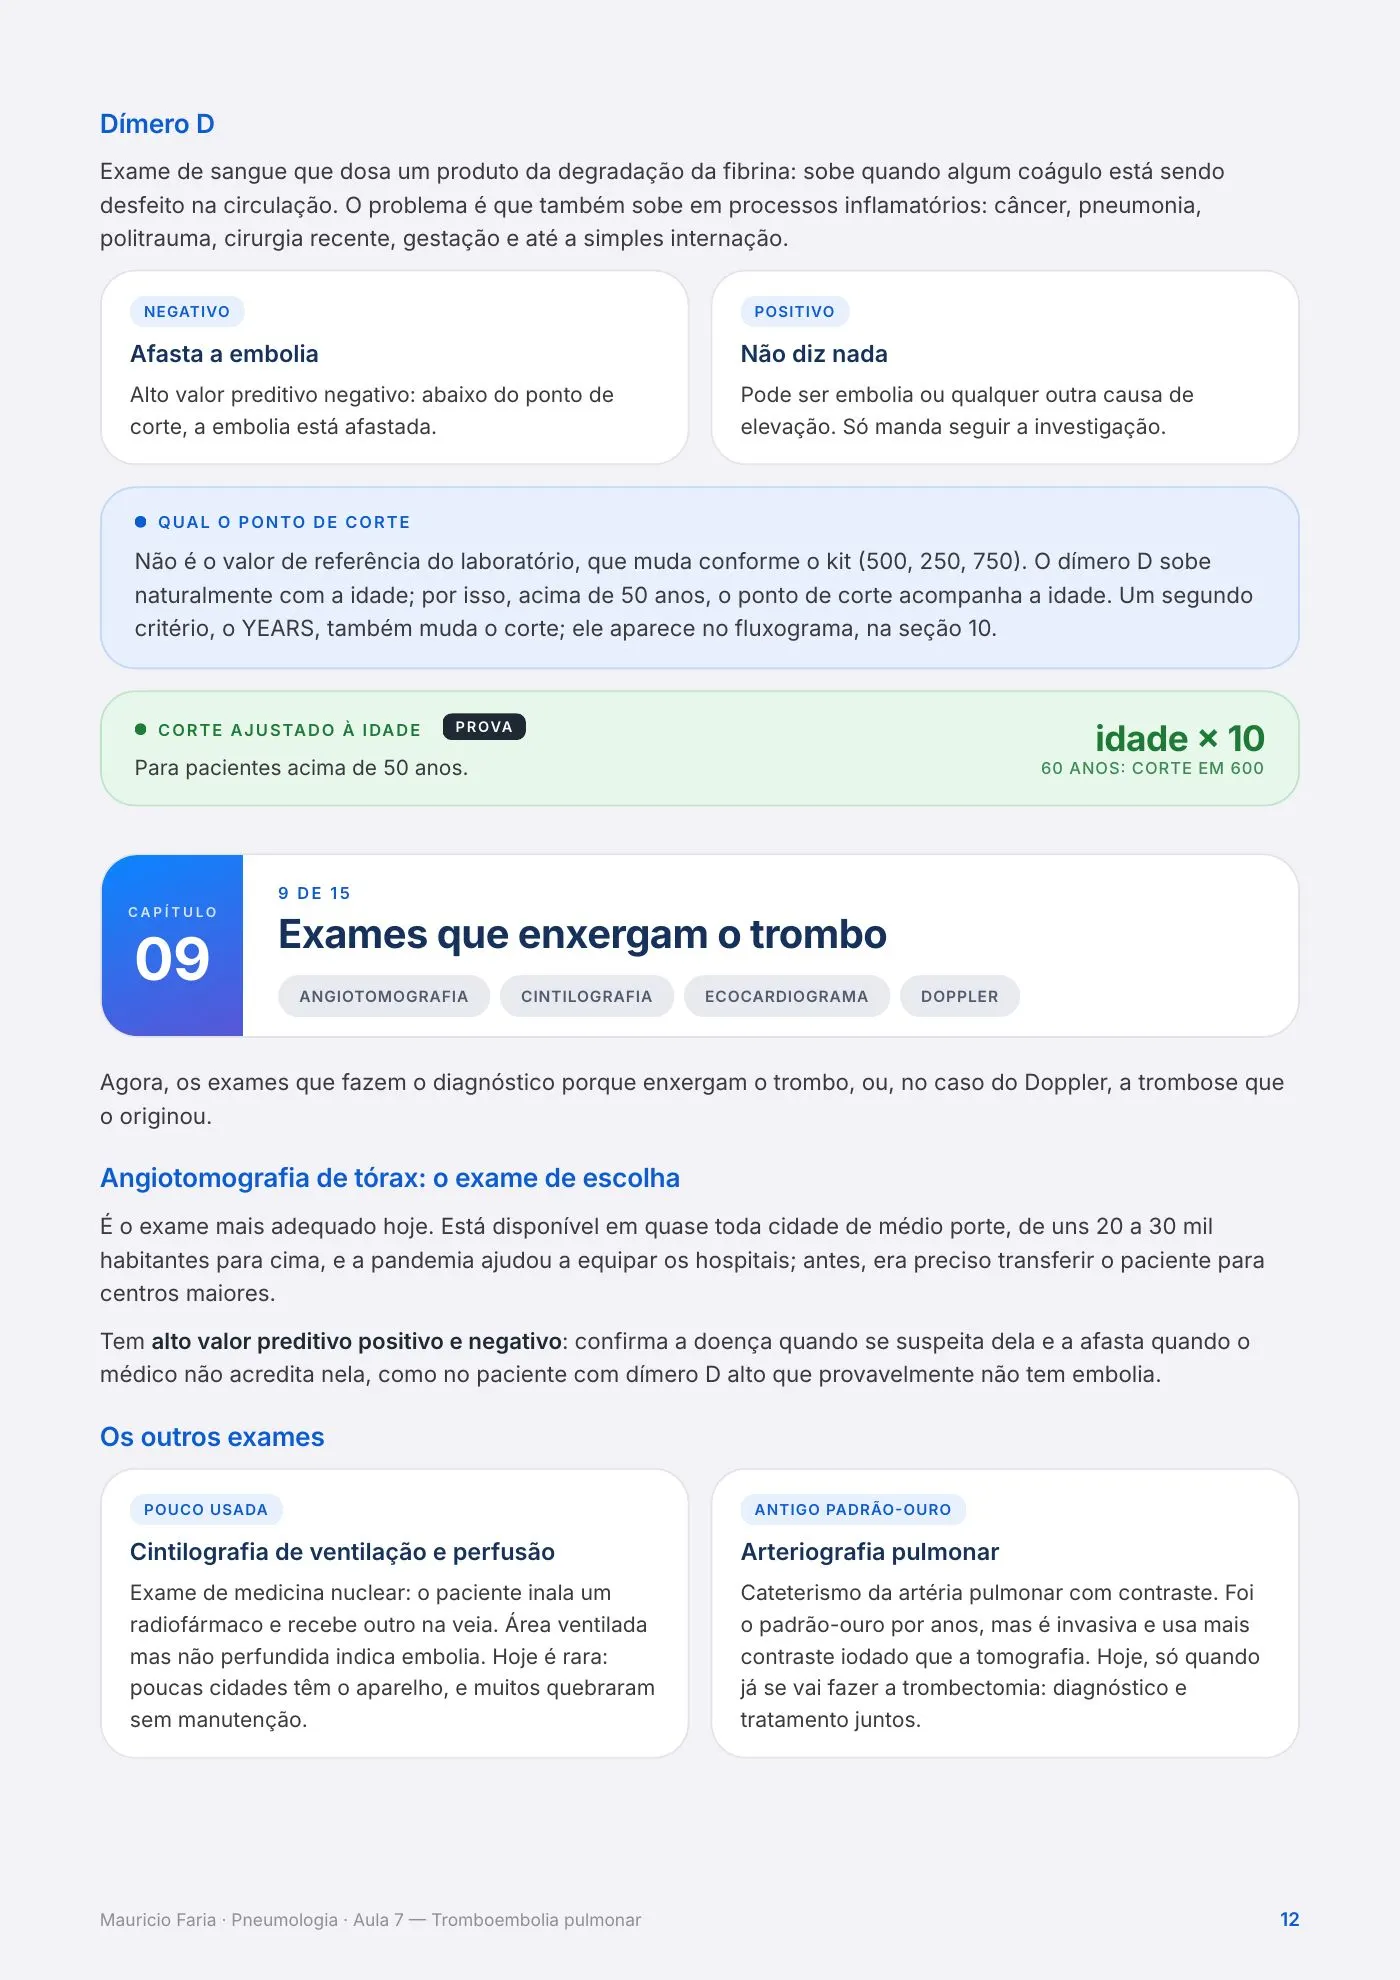 Dímero D
Exame de sangue que dosa um produto da degradação da fibrina: sobe quando algum coágulo está sendo
desfeito na circulação. O problema é que também sobe em processos inflamatórios: câncer, pneumonia,
politrauma, cirurgia recente, gestação e até a simples internação.
NEGATIVO
Afasta a embolia
Alto valor preditivo negativo: abaixo do ponto de
corte, a embolia está afastada.
POSITIVO
Não diz nada
Pode ser embolia ou qualquer outra causa de
elevação. Só manda seguir a investigação.
QUAL O PONTO DE CORTE
Não é o valor de referência do laboratório, que muda conforme o kit (500, 250, 750). O dímero D sobe
naturalmente com a idade; por isso, acima de 50 anos, o ponto de corte acompanha a idade. Um segundo
critério, o YEARS, também muda o corte; ele aparece no fluxograma, na seção 10.
CORTE AJUSTADO À IDADE PROVA
Para pacientes acima de 50 anos.
idade × 10
60 ANOS: CORTE EM 600
CAPÍTULO
09
9 DE 15
Exames que enxergam o trombo
ANGIOTOMOGRAFIA CINTILOGRAFIA ECOCARDIOGRAMA DOPPLER
Agora, os exames que fazem o diagnóstico porque enxergam o trombo, ou, no caso do Doppler, a trombose que
o originou.
Angiotomografia de tórax: o exame de escolha
É o exame mais adequado hoje. Está disponível em quase toda cidade de médio porte, de uns 20 a 30 mil
habitantes para cima, e a pandemia ajudou a equipar os hospitais; antes, era preciso transferir o paciente para
centros maiores.
Tem alto valor preditivo positivo e negativo: confirma a doença quando se suspeita dela e a afasta quando o
médico não acredita nela, como no paciente com dímero D alto que provavelmente não tem embolia.
Os outros exames
POUCO USADA
Cintilografia de ventilação e perfusão
Exame de medicina nuclear: o paciente inala um
radiofármaco e recebe outro na veia. Área ventilada
mas não perfundida indica embolia. Hoje é rara:
poucas cidades têm o aparelho, e muitos quebraram
sem manutenção.
ANTIGO PADRÃO-OURO
Arteriografia pulmonar
Cateterismo da artéria pulmonar com contraste. Foi
o padrão-ouro por anos, mas é invasiva e usa mais
contraste iodado que a tomografia. Hoje, só quando
já se vai fazer a trombectomia: diagnóstico e
tratamento juntos.
Mauricio Faria · Pneumologia · Aula 7 — Tromboembolia pulmonar
12